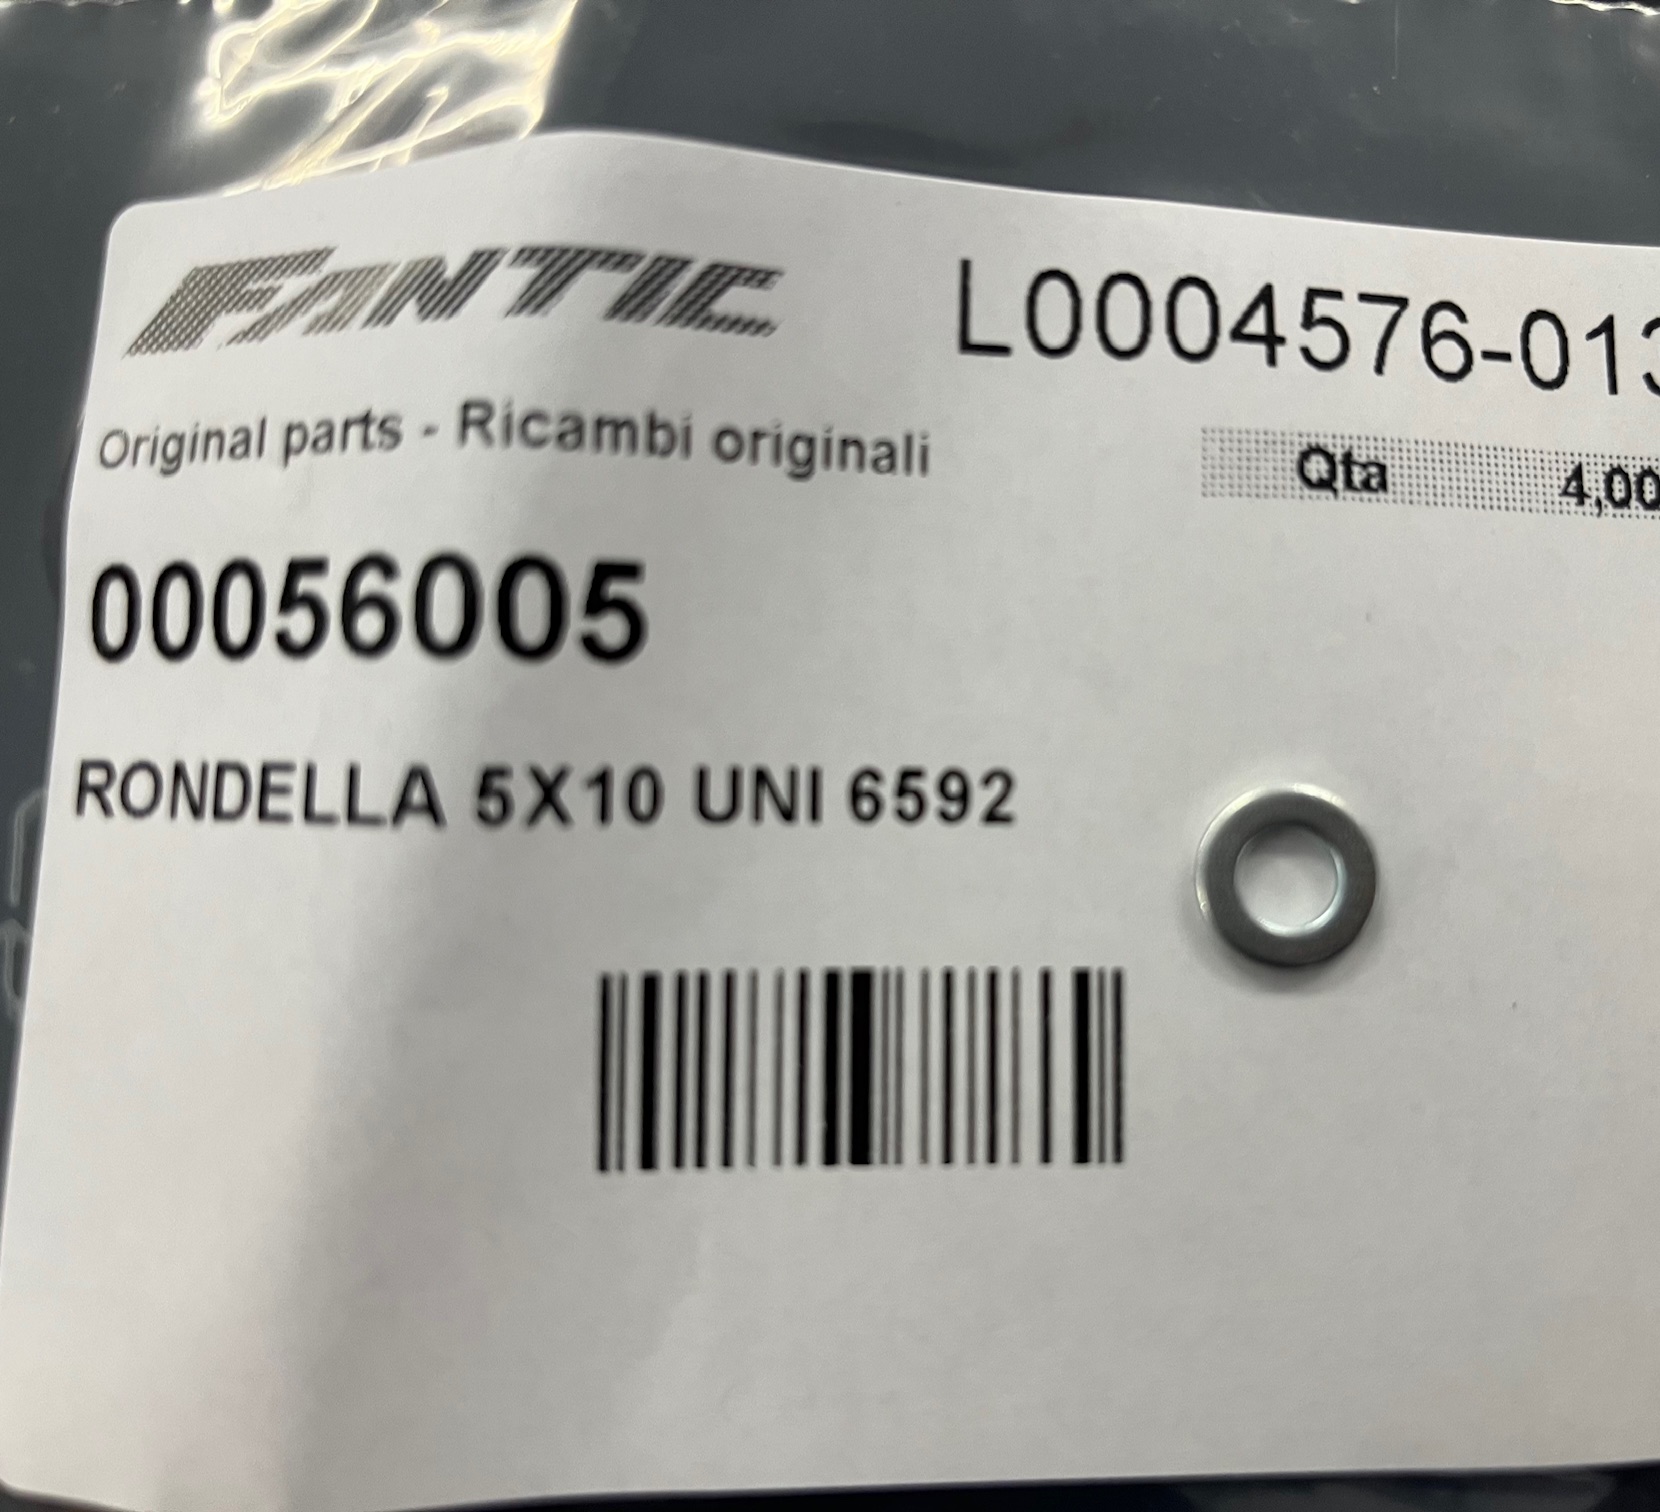 FANTIC
L0004576-013
Original parts - Ricambi originali
Qta 4,00
00056005
RONDELLA 5X10 UNI 6592